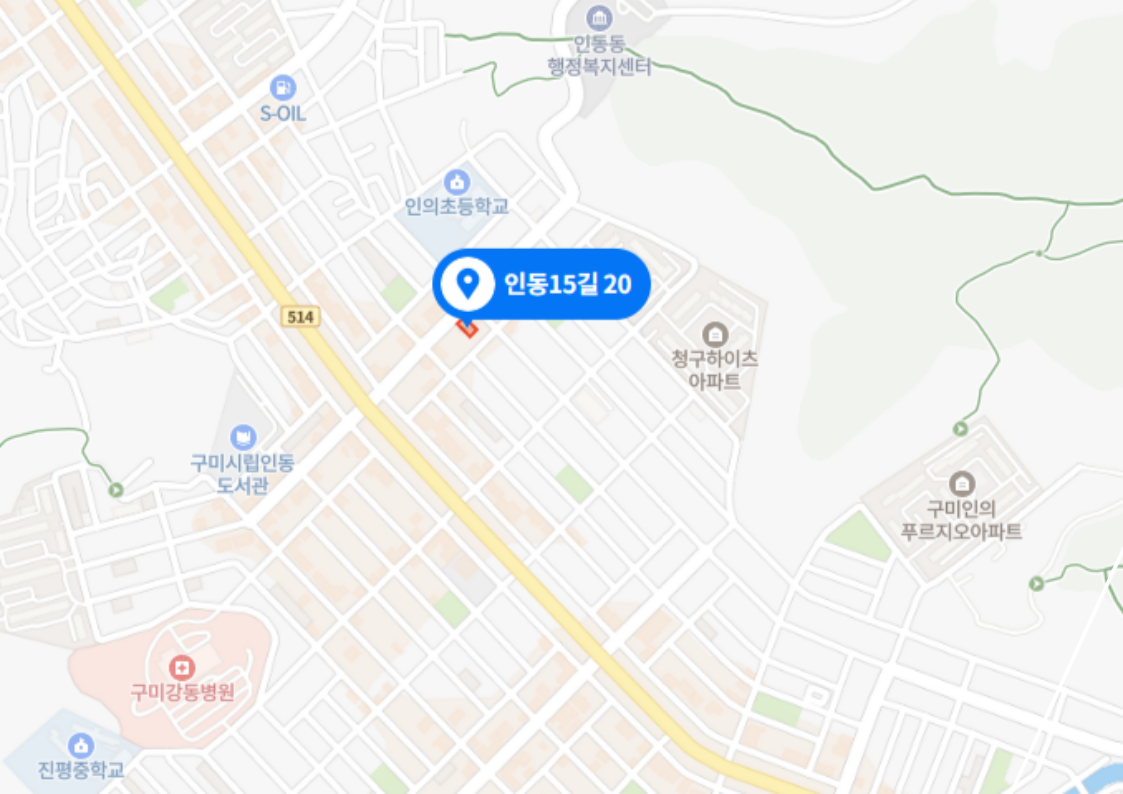 인동동
행정복지센터
S-OIL
인의초등학교
인동15길 20
514
청구하이츠
아파트
구미시립인동
도서관
구미인의
푸르지오아파트
구미강동병원
진평중학교